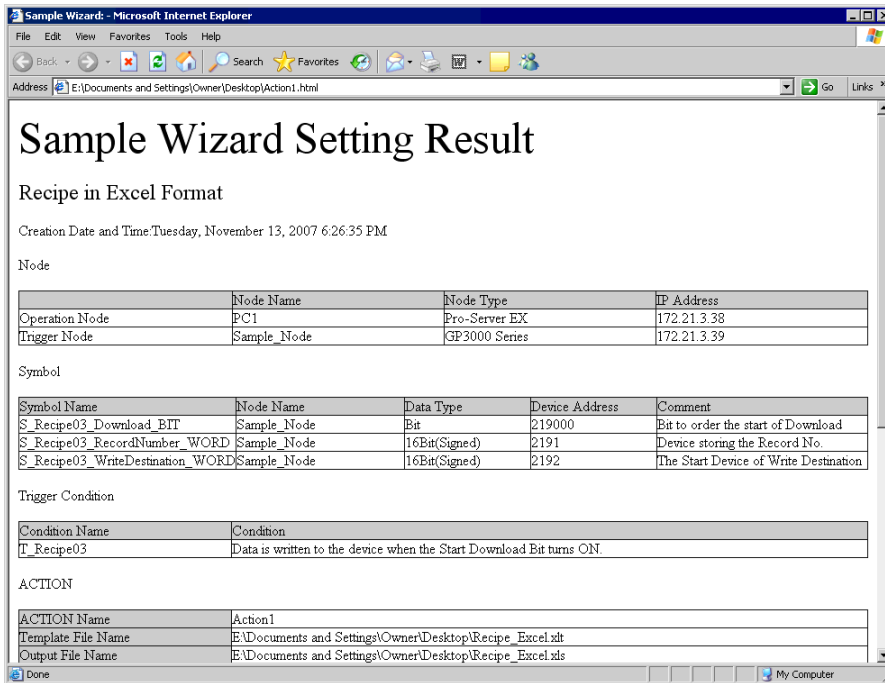 Sample Wizard: - Microsoft Internet Explorer
File Edit View Favorites Tools Help
Back Search Favorites
Address E:\Documents and Settings\Owner\Desktop\Action1.html Go Links »
Sample Wizard Setting Result
Recipe in Excel Format
Creation Date and Time:Tuesday, November 13, 2007 6:26:35 PM
Node
Node Name Node Type IP Address
Operation Node PC1 Pro-Server EX 172.21.3.38
Trigger Node Sample_Node GP3000 Series 172.21.3.39
Symbol
Symbol Name Node Name Data Type Device Address Comment
S_Recipe03_Download_BIT Sample_Node Bit 219000 Bit to order the start of Download
S_Recipe03_RecordNumber_WORD Sample_Node 16Bit(Signed) 2191 Device storing the Record No.
S_Recipe03_WriteDestination_WORD Sample_Node 16Bit(Signed) 2192 The Start Device of Write Destination
Trigger Condition
Condition Name Condition
T_Recipe03 Data is written to the device when the Start Download Bit turns ON.
ACTION
ACTION Name Action1
Template File Name E:\Documents and Settings\Owner\Desktop\Recipe_Excel.xlt
Output File Name E:\Documents and Settings\Owner\Desktop\Recipe_Excel.xls
Done My Computer